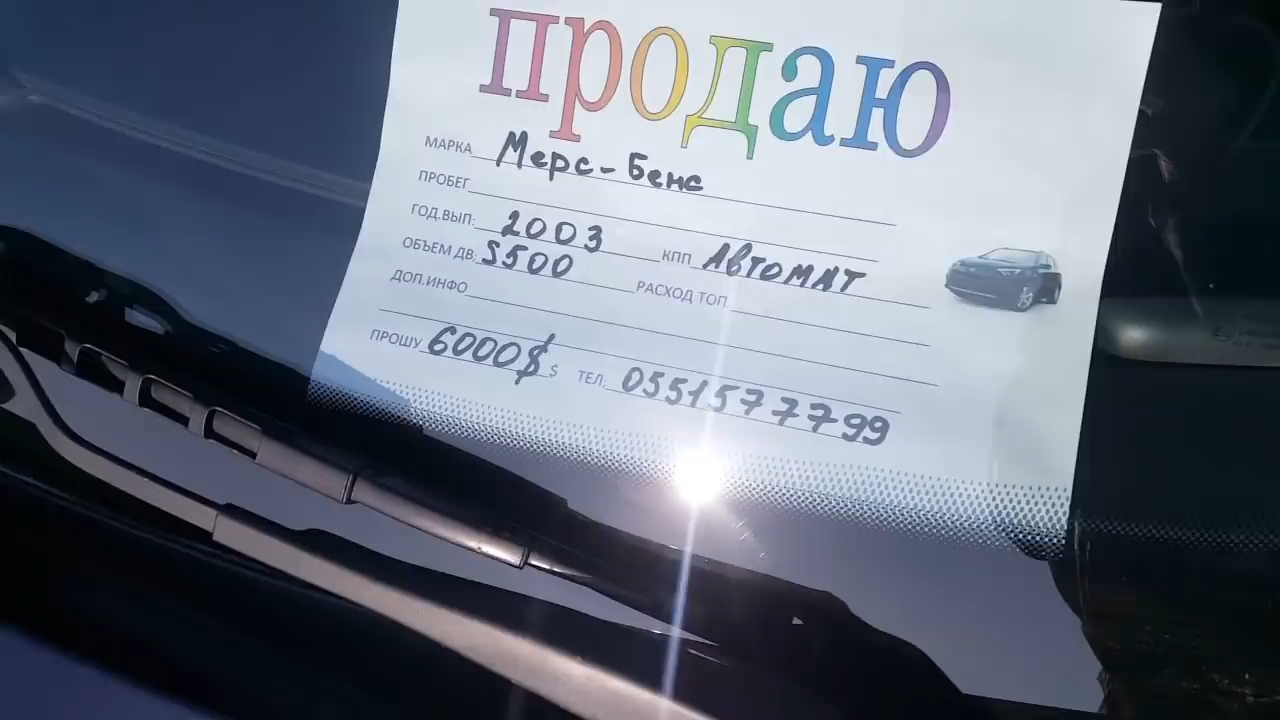 продаю
МАРКА Мерс-Бенс
ПРОБЕГ
ГОД.ВЫП: 2003 КПП АВТОМАТ
ОБЪЕМ ДВ: S500 РАСХОД ТОП.
ДОП.ИНФО
ПРОШУ 6000$ $ ТЕЛ: 0551577799